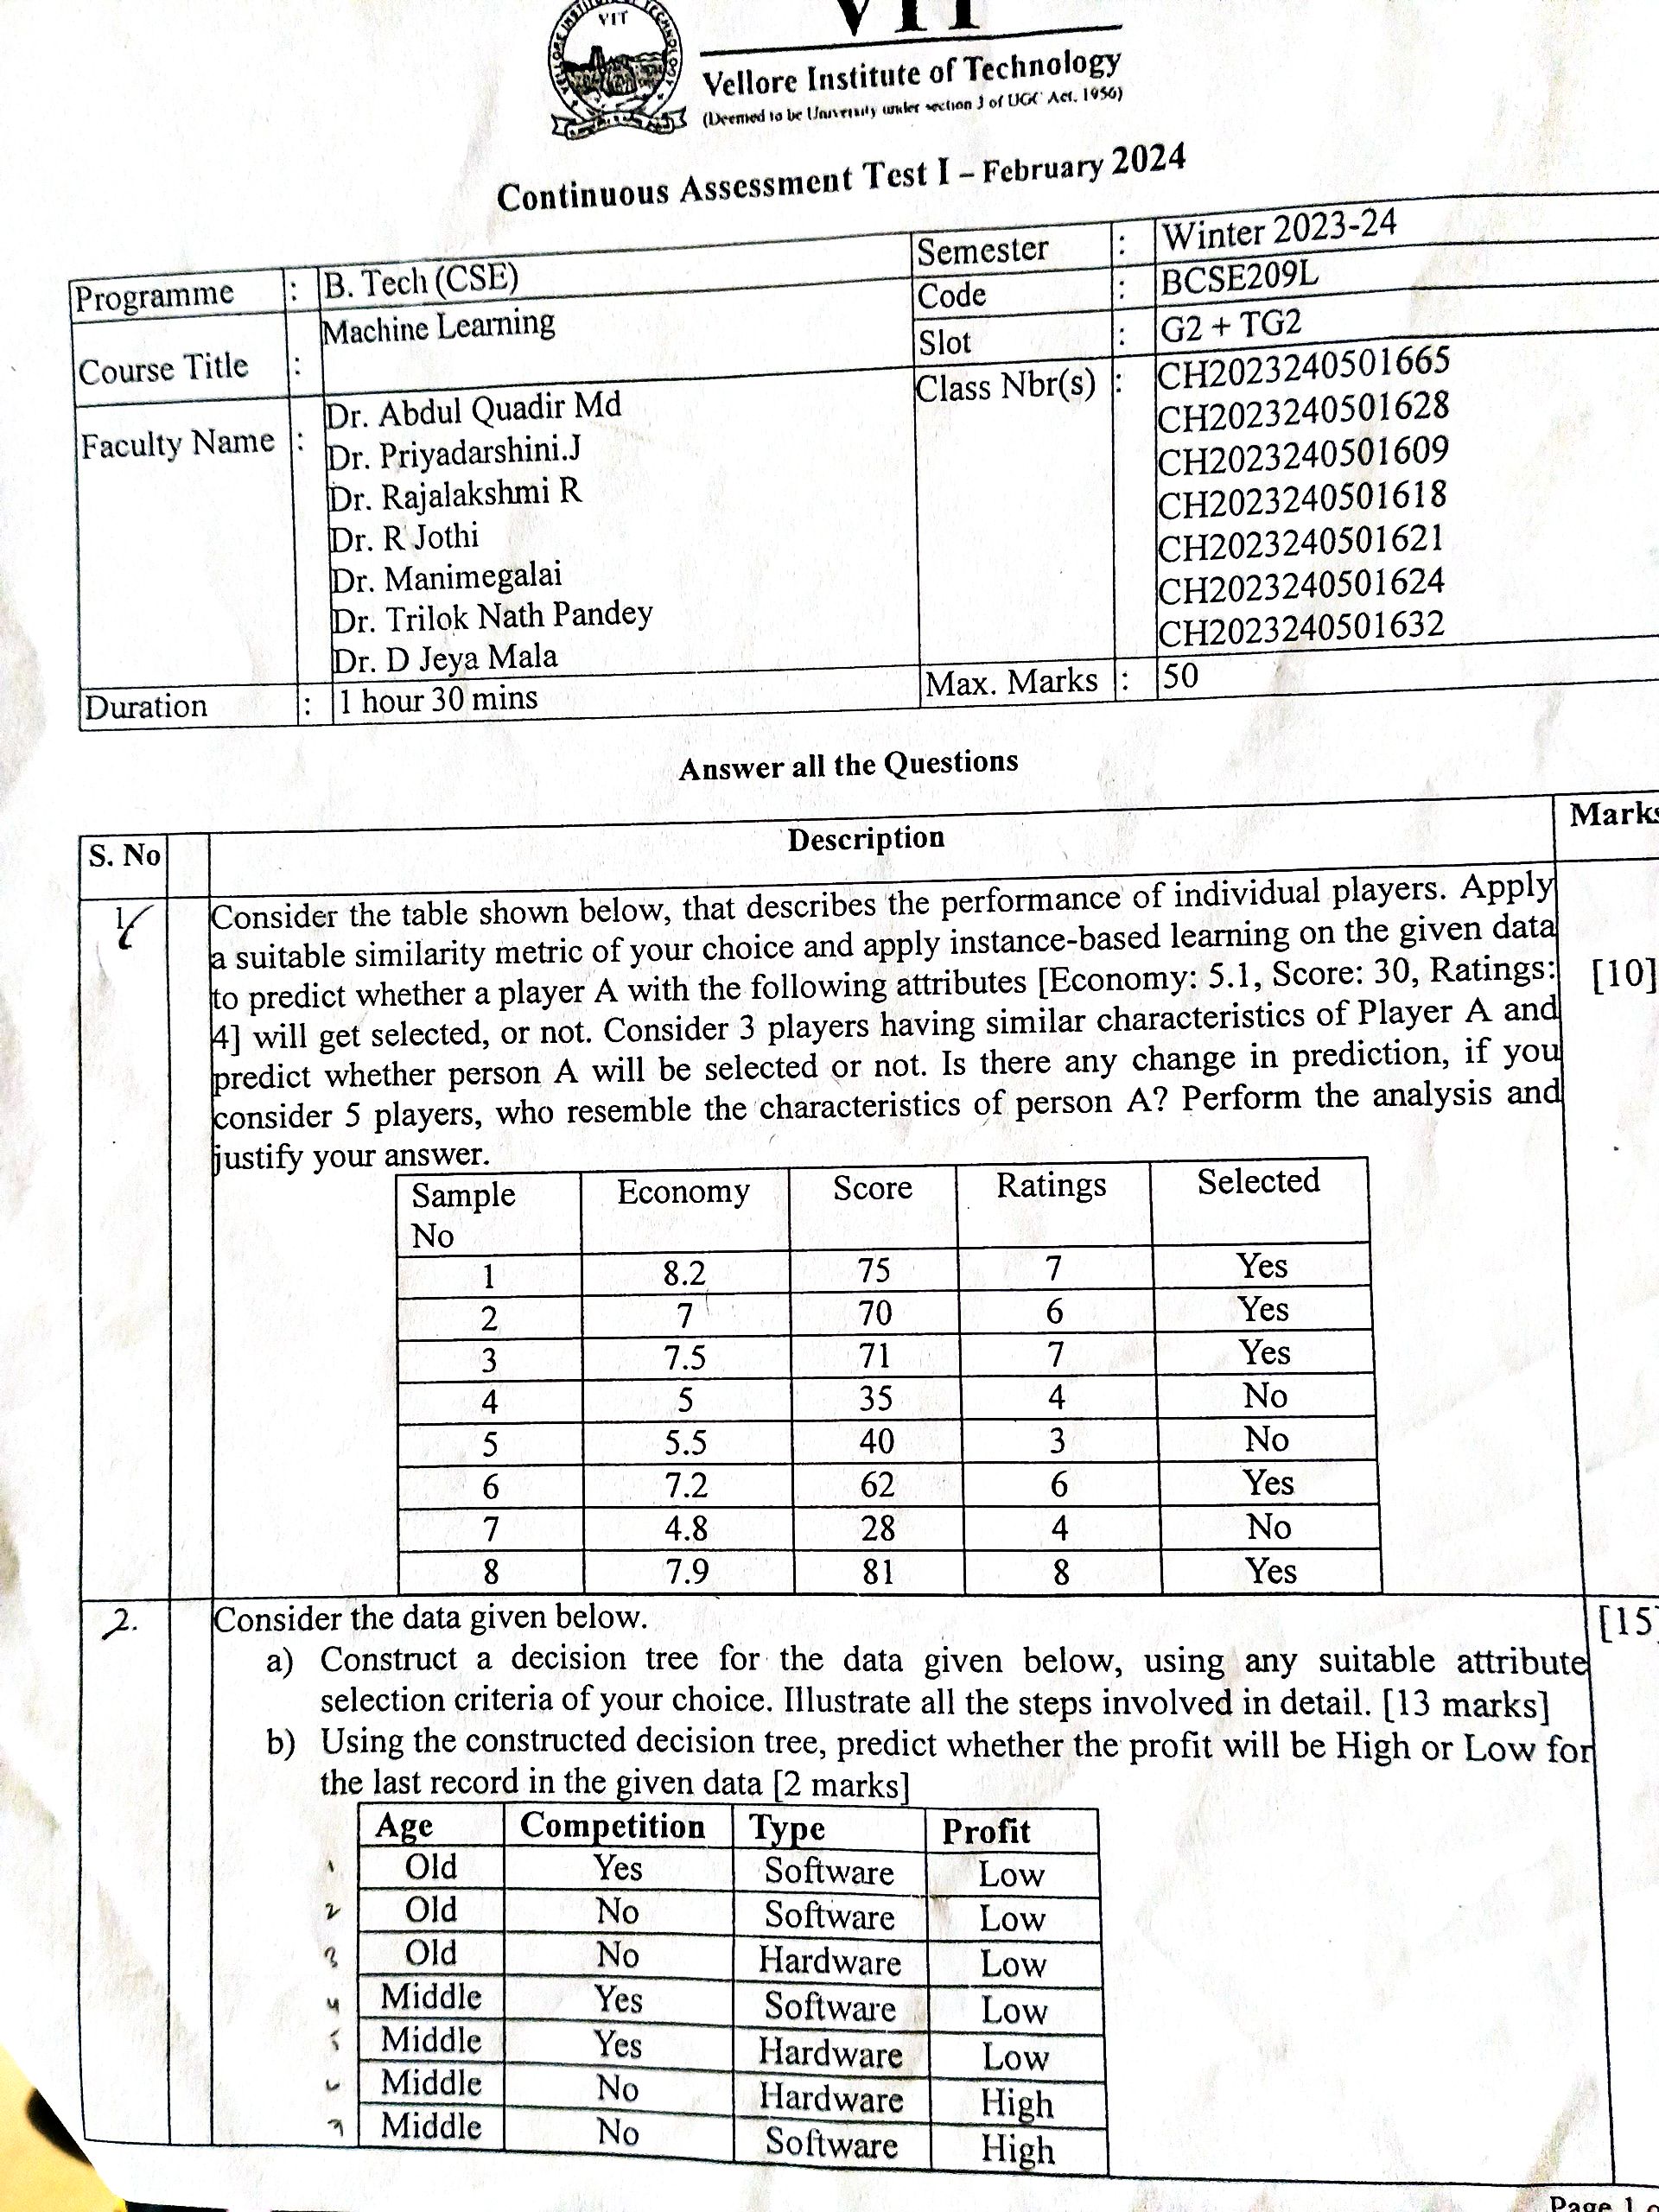 VIT
VIT
Vellore Institute of Technology
(Deemed to be University under section 3 of UGC Act, 1956)
Continuous Assessment Test I – February 2024
Programme : B. Tech (CSE) Semester : Winter 2023-24
Course Title : Machine Learning Code : BCSE209L
Slot : G2 + TG2
Faculty Name : Dr. Abdul Quadir Md Class Nbr(s) : CH2023240501665
Dr. Priyadarshini.J CH2023240501628
Dr. Rajalakshmi R CH2023240501609
Dr. R Jothi CH2023240501618
Dr. Manimegalai CH2023240501621
Dr. Trilok Nath Pandey CH2023240501624
Dr. D Jeya Mala CH2023240501632
Duration : 1 hour 30 mins Max. Marks : 50
Answer all the Questions
S. No Description Marks
1. Consider the table shown below, that describes the performance of individual players. Apply
a suitable similarity metric of your choice and apply instance-based learning on the given data
to predict whether a player A with the following attributes [Economy: 5.1, Score: 30, Ratings: [10]
4] will get selected, or not. Consider 3 players having similar characteristics of Player A and
predict whether person A will be selected or not. Is there any change in prediction, if you
consider 5 players, who resemble the characteristics of person A? Perform the analysis and
justify your answer.
Sample No Economy Score Ratings Selected
1 8.2 75 7 Yes
2 7 70 6 Yes
3 7.5 71 7 Yes
4 5 35 4 No
5 5.5 40 3 No
6 7.2 62 6 Yes
7 4.8 28 4 No
8 7.9 81 8 Yes
2. Consider the data given below. [15]
a) Construct a decision tree for the data given below, using any suitable attribute
selection criteria of your choice. Illustrate all the steps involved in detail. [13 marks]
b) Using the constructed decision tree, predict whether the profit will be High or Low for
the last record in the given data [2 marks]
Age Competition Type Profit
1 Old Yes Software Low
2 Old No Software Low
3 Old No Hardware Low
4 Middle Yes Software Low
5 Middle Yes Hardware Low
6 Middle No Hardware High
7 Middle No Software High
Page 1